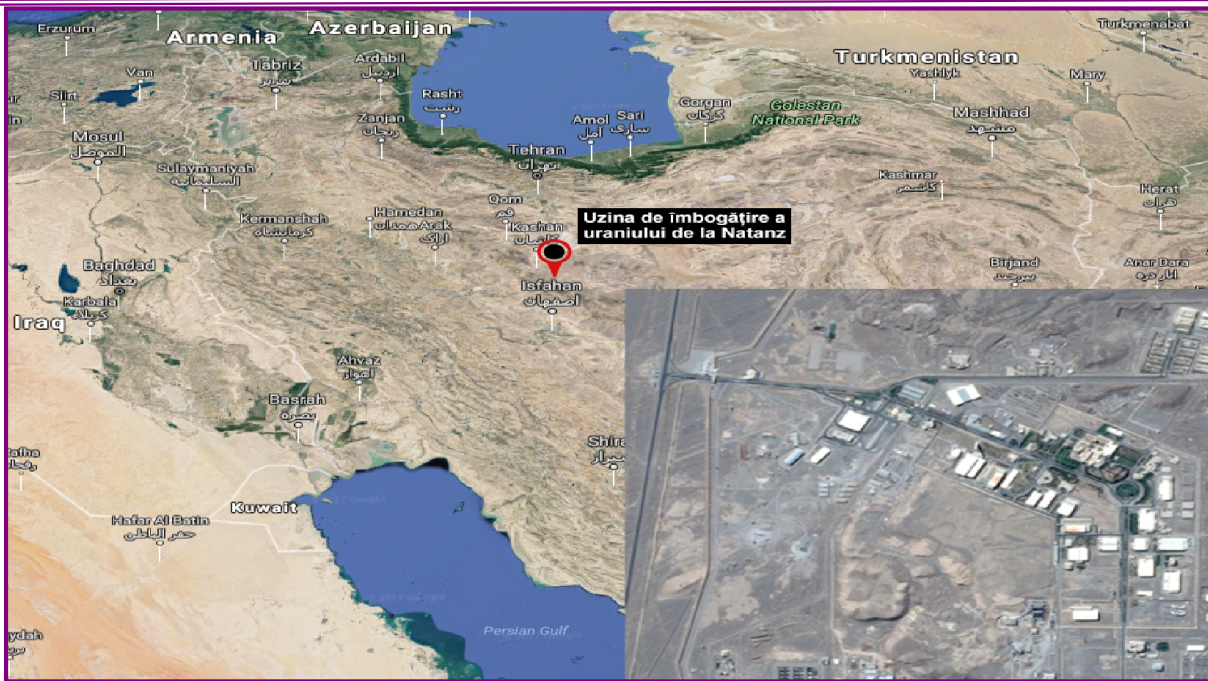 Erzurum
Armenia
Azerbaijan
Turkmenabat
Turkmenistan
Van
Tabriz
تبریز
Ardabil
اردبیل
Yashlyk
Mary
Siirt
Rasht
رشت
Gorgan
گرگان
Golestan
National Park
Mashhad
مشهد
Zanjan
زنجان
Amol
آمل
Sari
ساری
Mosul
الموصل
Tehran
تهران
Sulaymaniyah
السليمانية
Kashmar
کاشمر
Herat
هرات
Qom
قم
Kermanshah
کرمانشاه
Hamedan
همدان
Arak
اراک
Kashan
کاشان
Uzina de îmbogățire a
uraniului de la Natanz
Baghdad
بغداد
Birjand
بیرجند
Anar Dara
انار دره
Isfahan
اصفهان
Karbala
كربلاء
Iraq
Ahvaz
اهواز
Basrah
بصرة
Shira
شیراز
Rafha
رفحاء
Kuwait
Hafar Al Batin
حفر الباطن
Persian Gulf
ydah